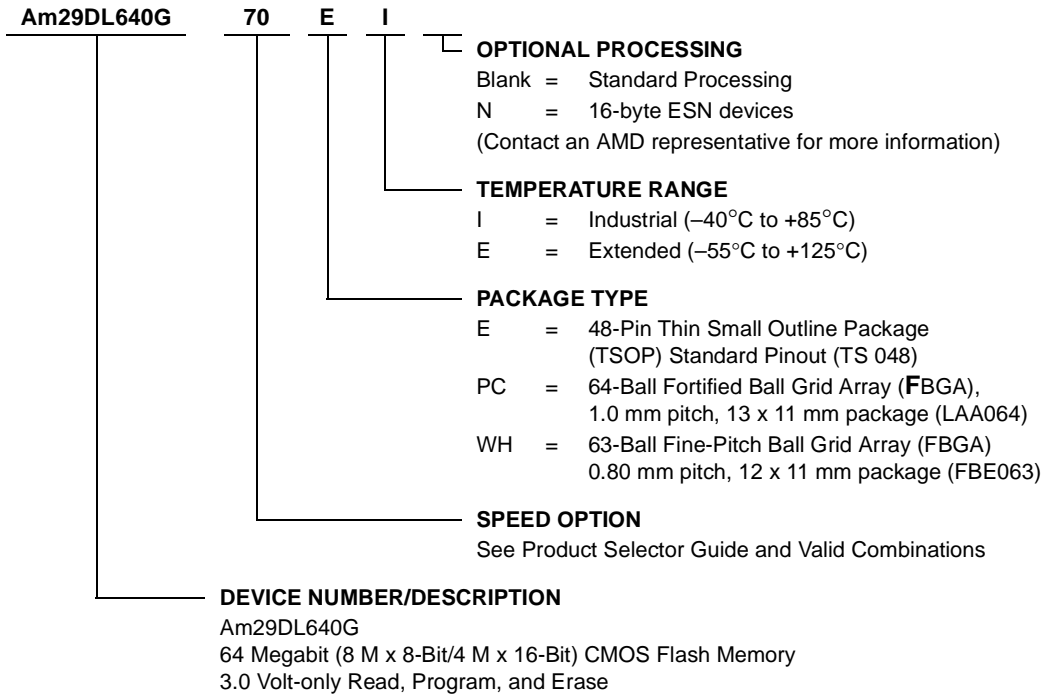 Am29DL640G 70 E I
OPTIONAL PROCESSING
Blank = Standard Processing
N = 16-byte ESN devices
(Contact an AMD representative for more information)
TEMPERATURE RANGE
I = Industrial (–40°C to +85°C)
E = Extended (–55°C to +125°C)
PACKAGE TYPE
E = 48-Pin Thin Small Outline Package
(TSOP) Standard Pinout (TS 048)
PC = 64-Ball Fortified Ball Grid Array (FBGA),
1.0 mm pitch, 13 x 11 mm package (LAA064)
WH = 63-Ball Fine-Pitch Ball Grid Array (FBGA)
0.80 mm pitch, 12 x 11 mm package (FBE063)
SPEED OPTION
See Product Selector Guide and Valid Combinations
DEVICE NUMBER/DESCRIPTION
Am29DL640G
64 Megabit (8 M x 8-Bit/4 M x 16-Bit) CMOS Flash Memory
3.0 Volt-only Read, Program, and Erase